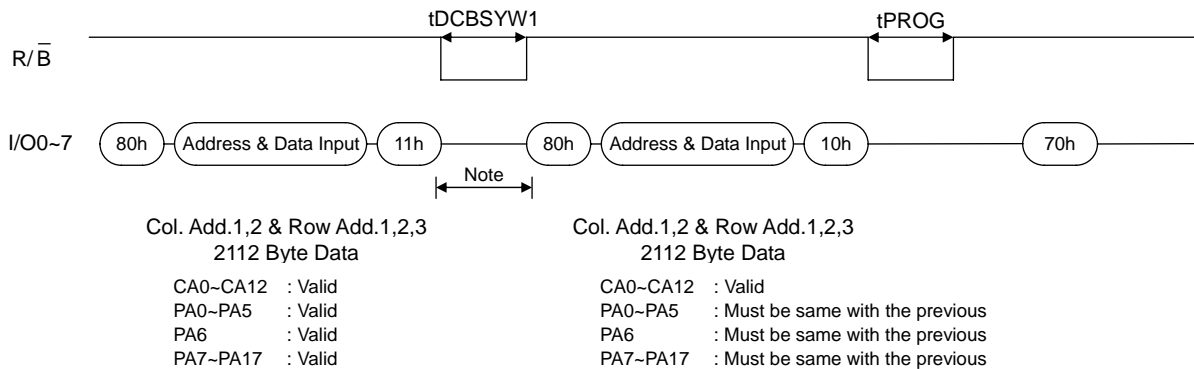 tDCBSYW1 tPROG
R/B̅
I/O0~7 80h Address & Data Input 11h 80h Address & Data Input 10h 70h
Note
Col. Add.1,2 & Row Add.1,2,3 Col. Add.1,2 & Row Add.1,2,3
2112 Byte Data 2112 Byte Data
CA0~CA12 : Valid CA0~CA12 : Valid
PA0~PA5 : Valid PA0~PA5 : Must be same with the previous
PA6 : Valid PA6 : Must be same with the previous
PA7~PA17 : Valid PA7~PA17 : Must be same with the previous